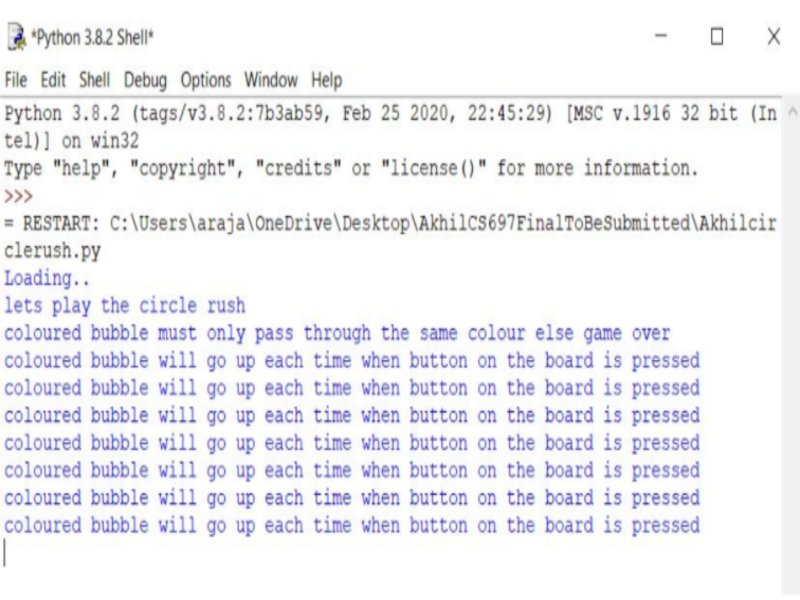 *Python 3.8.2 Shell*
File Edit Shell Debug Options Window Help
Python 3.8.2 (tags/v3.8.2:7b3ab59, Feb 25 2020, 22:45:29) [MSC v.1916 32 bit (In
tel)] on win32
Type "help", "copyright", "credits" or "license()" for more information.
>>>
= RESTART: C:\Users\araja\OneDrive\Desktop\AkhilCS697FinalToBeSubmitted\Akhilcir
clerush.py
Loading..
lets play the circle rush
coloured bubble must only pass through the same colour else game over
coloured bubble will go up each time when button on the board is pressed
coloured bubble will go up each time when button on the board is pressed
coloured bubble will go up each time when button on the board is pressed
coloured bubble will go up each time when button on the board is pressed
coloured bubble will go up each time when button on the board is pressed
coloured bubble will go up each time when button on the board is pressed
coloured bubble will go up each time when button on the board is pressed